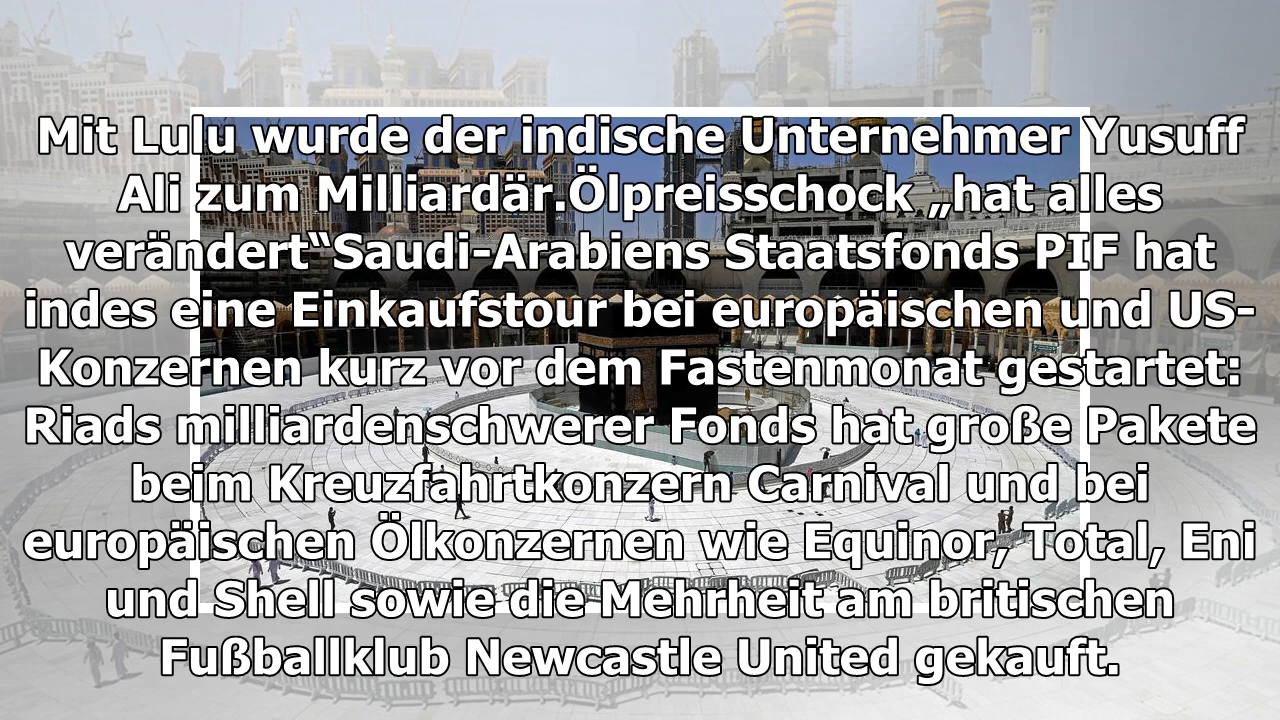 Mit Lulu wurde der indische Unternehmer Yusuff
Ali zum Milliardär.Ölpreisschock „hat alles
verändert“Saudi-Arabiens Staatsfonds PIF hat
indes eine Einkaufstour bei europäischen und US-
Konzernen kurz vor dem Fastenmonat gestartet:
Riads milliardenschwerer Fonds hat große Pakete
beim Kreuzfahrtkonzern Carnival und bei
europäischen Ölkonzernen wie Equinor, Total, Eni
und Shell sowie die Mehrheit am britischen
Fußballklub Newcastle United gekauft.